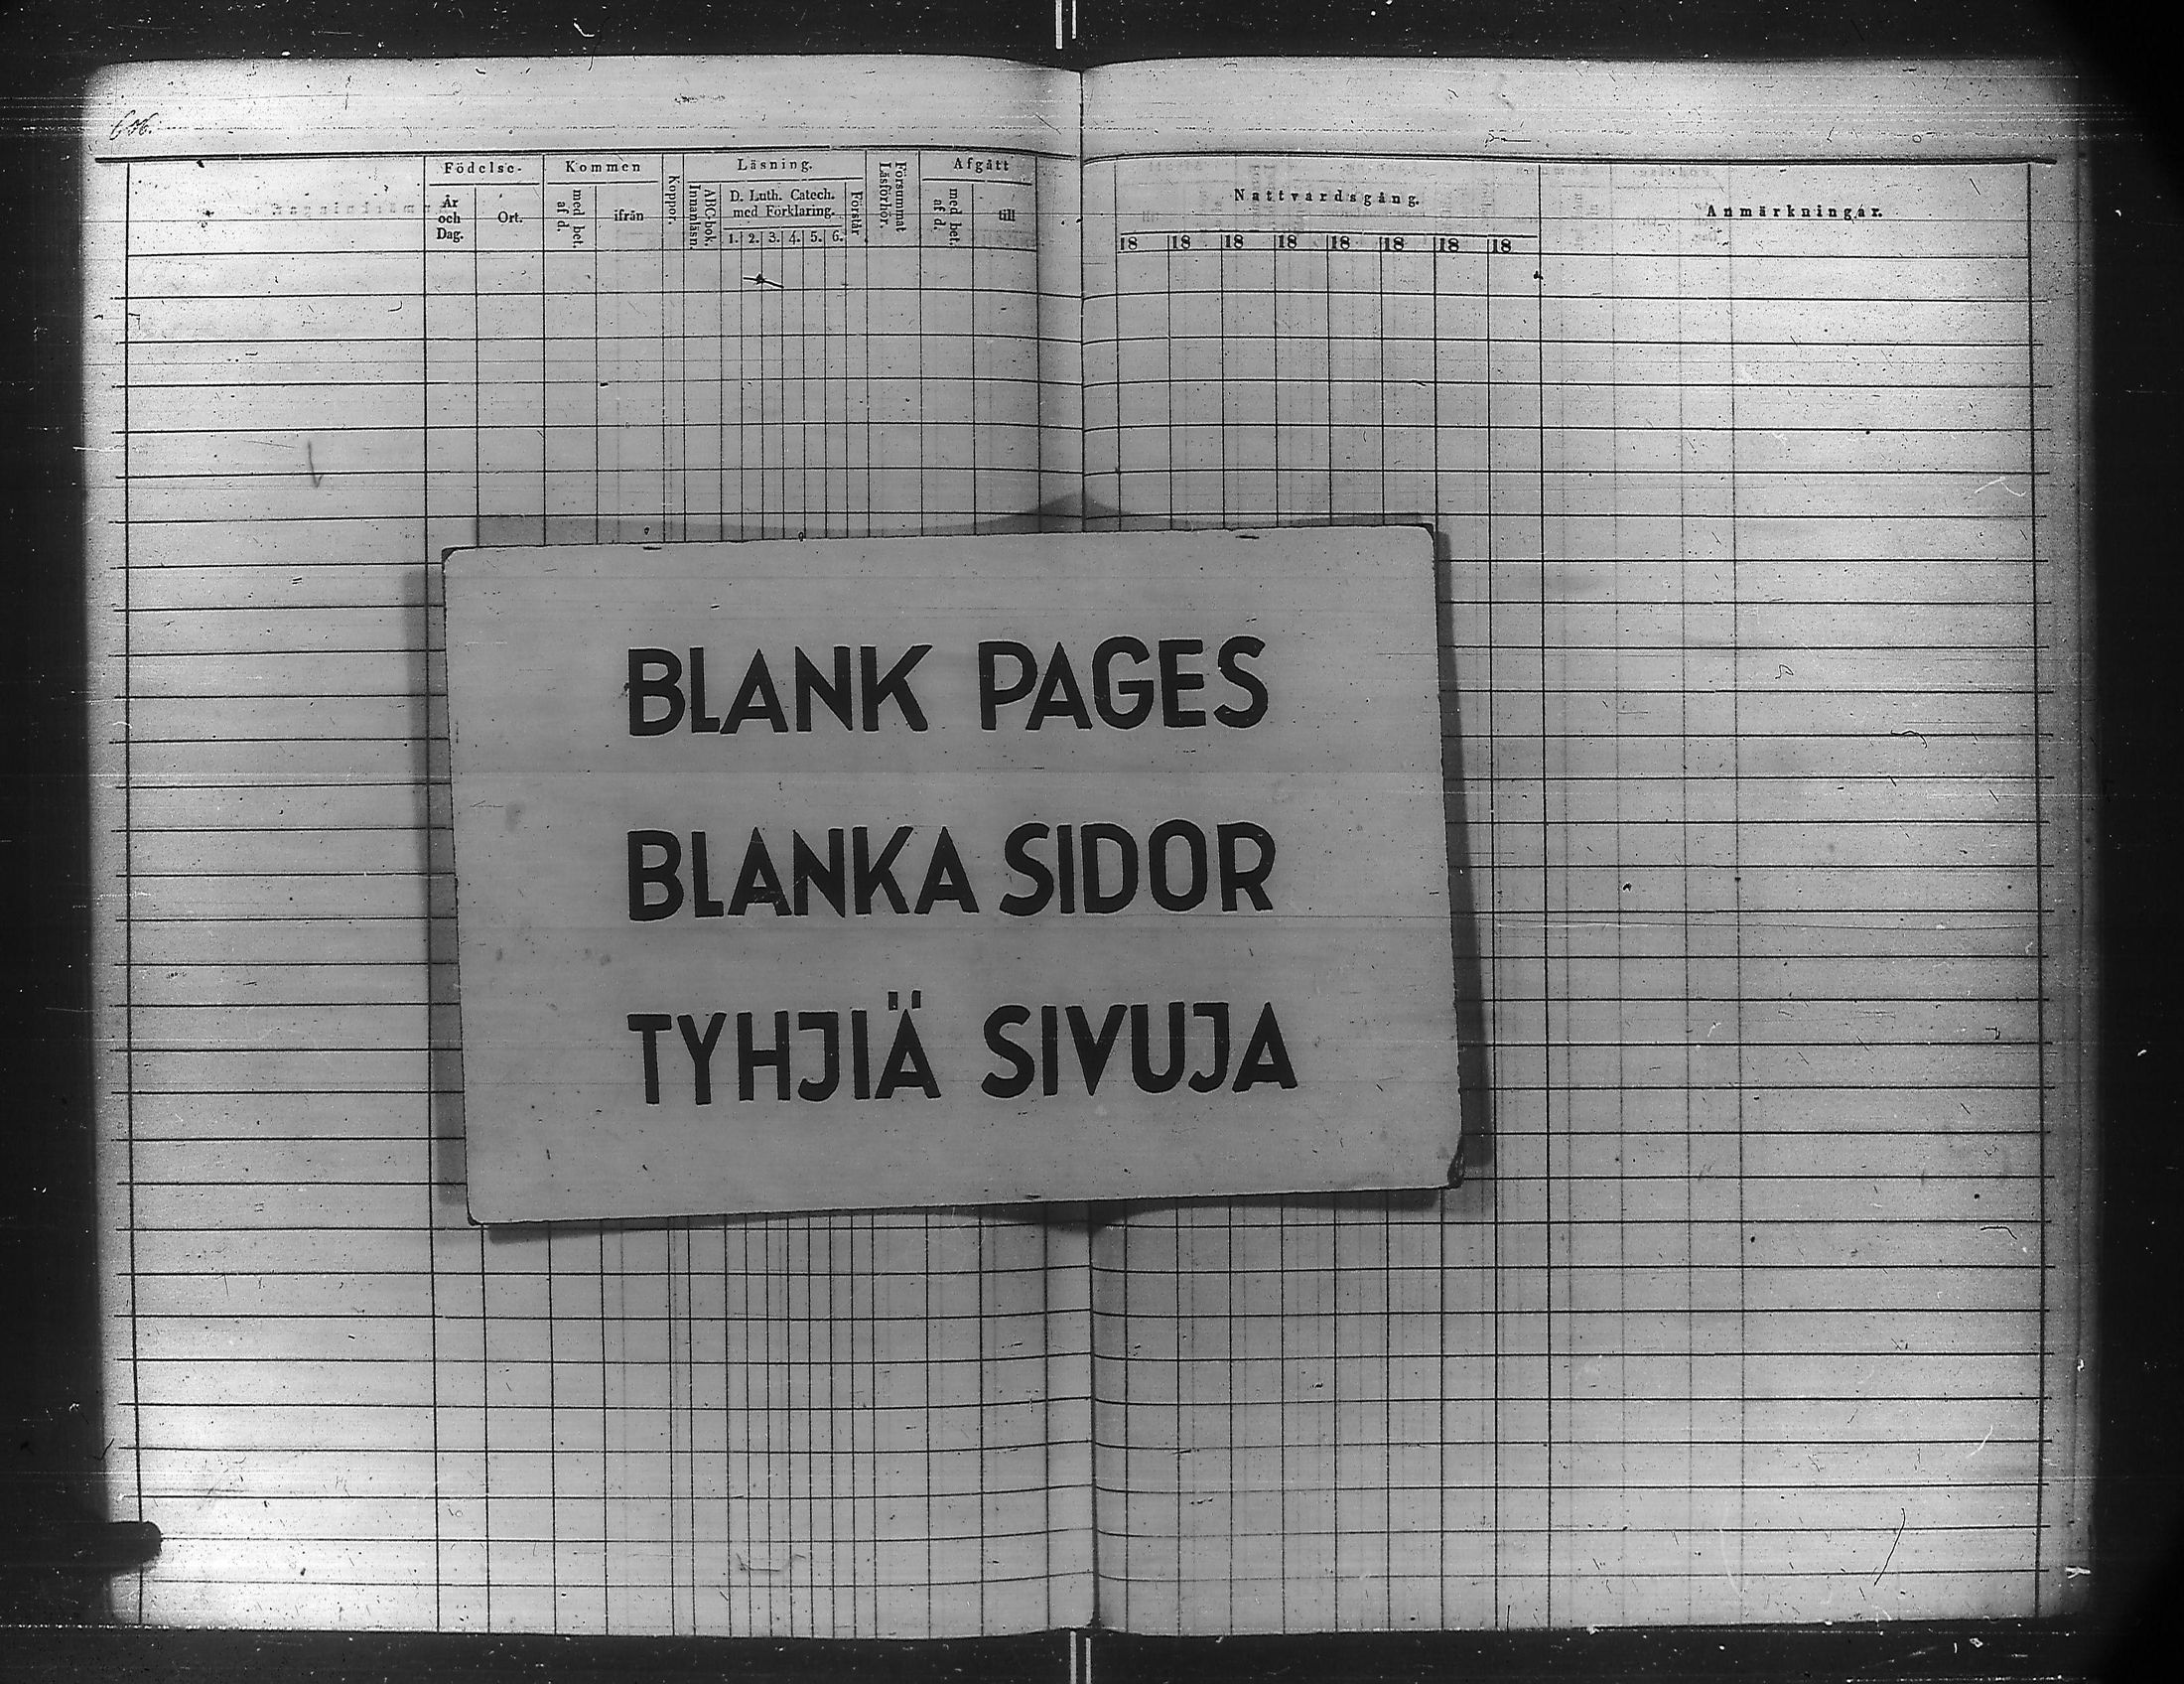 Födelse-
År och Dag.
Ort.
Kommen
med bet. af d.
ifrån
Koppor.
Läsning.
ABC bok. Innanläsn.
D. Luth. Catech. med Förklaring.
1. 2. 3. 4. 5. 6.
Förstår.
Försummat Läsförhör.
Afgått
med bet. af d.
till
Nattvardsgång.
18 18 18 18 18 18 18 18
Anmärkningar.
BLANK PAGES
BLANKA SIDOR
TYHJIÄ SIVUJA